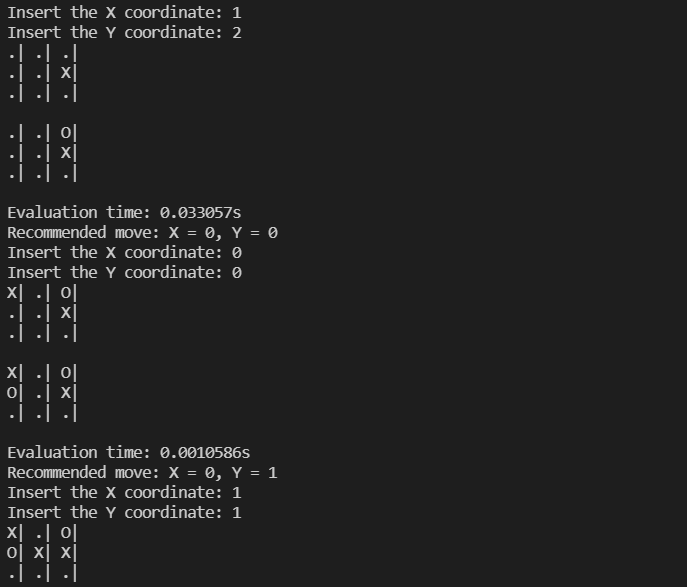 Insert the X coordinate: 1
Insert the Y coordinate: 2
.| .| .|
.| .| X|
.| .| .|

.| .| O|
.| .| X|
.| .| .|

Evaluation time: 0.033057s
Recommended move: X = 0, Y = 0
Insert the X coordinate: 0
Insert the Y coordinate: 0
X| .| O|
.| .| X|
.| .| .|

X| .| O|
O| .| X|
.| .| .|

Evaluation time: 0.0010586s
Recommended move: X = 0, Y = 1
Insert the X coordinate: 1
Insert the Y coordinate: 1
X| .| O|
O| X| X|
.| .| .|